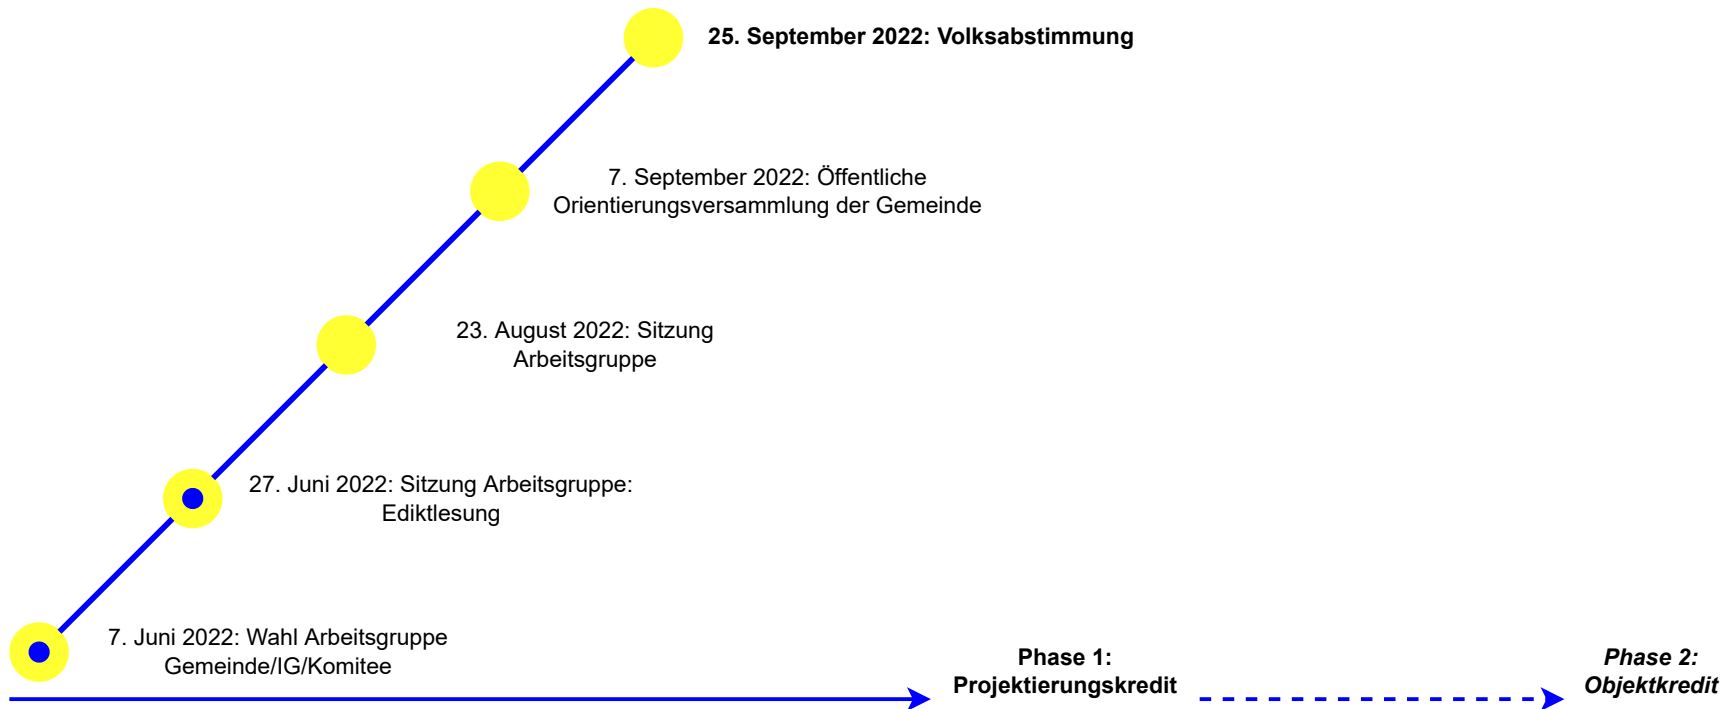 25. September 2022: Volksabstimmung
7. September 2022: Öffentliche
Orientierungsversammlung der Gemeinde
23. August 2022: Sitzung
Arbeitsgruppe
27. Juni 2022: Sitzung Arbeitsgruppe:
Ediktlesung
7. Juni 2022: Wahl Arbeitsgruppe
Gemeinde/IG/Komitee
Phase 1:
Projektierungskredit
Phase 2:
Objektkredit